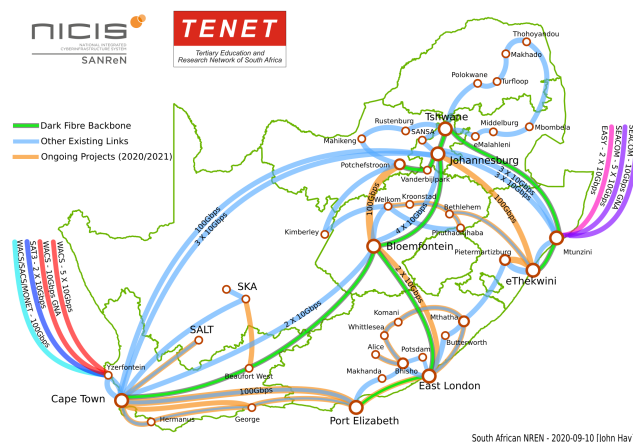 nicis
NATIONAL INTEGRATED
CYBERINFRASTRUCTURE SYSTEM
SANReN
TENET
Tertiary Education and
Research Network of South Africa
Dark Fibre Backbone
Other Existing Links
Ongoing Projects (2020/2021)
Thohoyandou
Makhado
Polokwane
Turfloop
Tshwane
Rustenburg
SANSA
Middelburg
Mbombela
eMalahleni
Mahikeng
Johannesburg
Potchefstroom
Vanderbijlpark
3 x 10Gbps
3 x 10Gbps
EASSY - 2 X 10Gbps
SEACOM - 5 X 10Gbps
SEACOM - 10Gbps GNA
100Gbps
3 X 10Gbps
100Gbps
100Gbps
Welkom
Kroonstad
Bethlehem
4 X 10Gbps
Phuthaditjhaba
Kimberley
Bloemfontein
Pietermartizburg
Mtunzini
eThekwini
WACS/SACS/MONET - 100Gbps
SAT3 - 2 X 10Gbps
WACS - 10Gbps GNA
WACS - 5 X 10Gbps
2 X 10Gbps
SKA
2 X 10Gbps
SALT
Komani
Mthatha
Whittlesea
Butterworth
Alice
Potsdam
Bhisho
Yzerfontein
Beaufort West
Makhanda
East London
Cape Town
100Gbps
Hermanus
George
Port Elizabeth
South African NREN - 2020-09-10 [John Hay